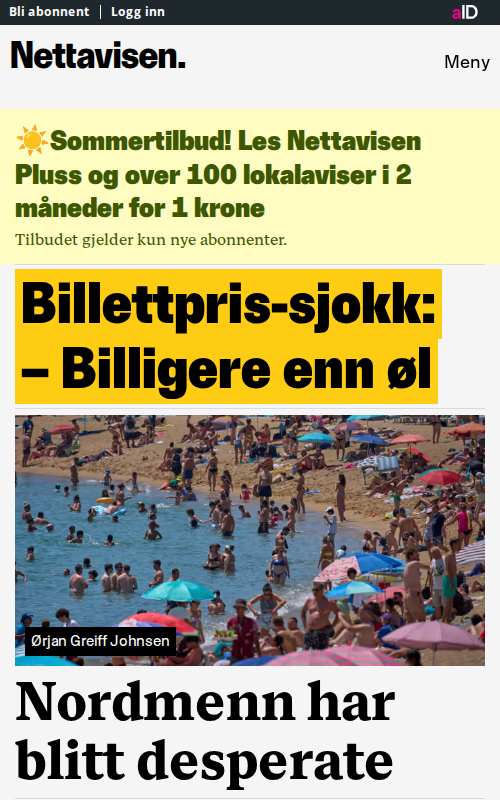 Bli abonnent | Logg inn
aID
Nettavisen.
Meny
☀️Sommertilbud! Les Nettavisen
Pluss og over 100 lokalaviser i 2
måneder for 1 krone
Tilbudet gjelder kun nye abonnenter.
Billettpris-sjokk:
– Billigere enn øl
Ørjan Greiff Johnsen
Nordmenn har
blitt desperate